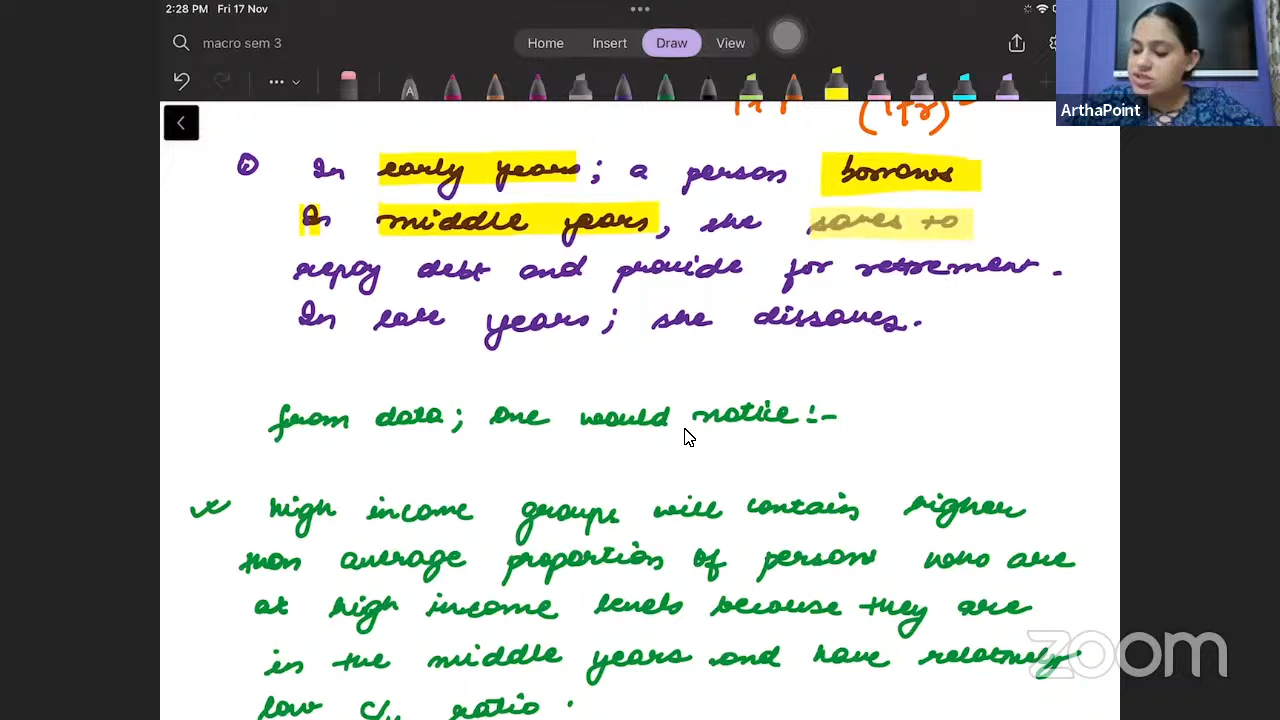 2:28 PM Fri 17 Nov
macro sem 3
Home Insert Draw View
ArthaPoint
In early years; a person borrows
In middle years, she saves to
repay debt and provide for retirement.
In late years; she dissaves.
from data; one would notice:-
high income groups will contain higher
than average proportion of persons who are
at high income levels because they are
in the middle years and have relatively
low c/y ratio.
zoom